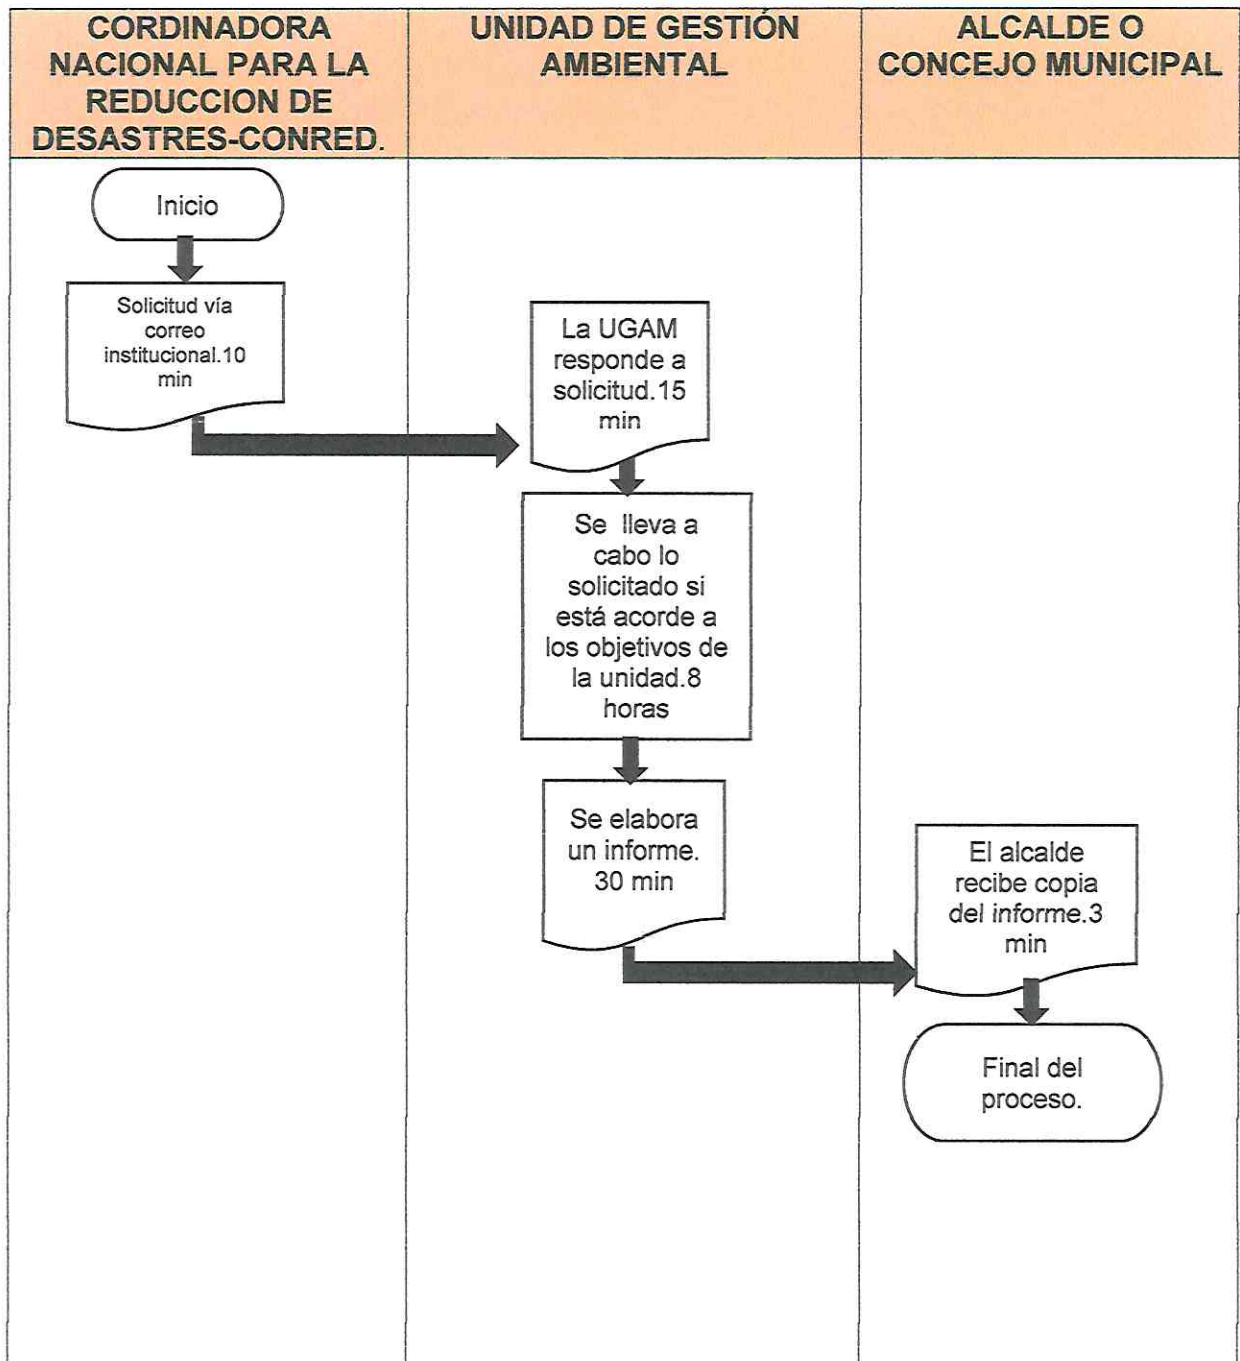 CORDINADORA
NACIONAL PARA LA
REDUCCION DE
DESASTRES-CONRED.
UNIDAD DE GESTIÓN
AMBIENTAL
ALCALDE O
CONCEJO MUNICIPAL
Inicio
Solicitud vía
correo
institucional.10
min
La UGAM
responde a
solicitud.15
min
Se lleva a
cabo lo
solicitado si
está acorde a
los objetivos de
la unidad.8
horas
Se elabora
un informe.
30 min
El alcalde
recibe copia
del informe.3
min
Final del
proceso.